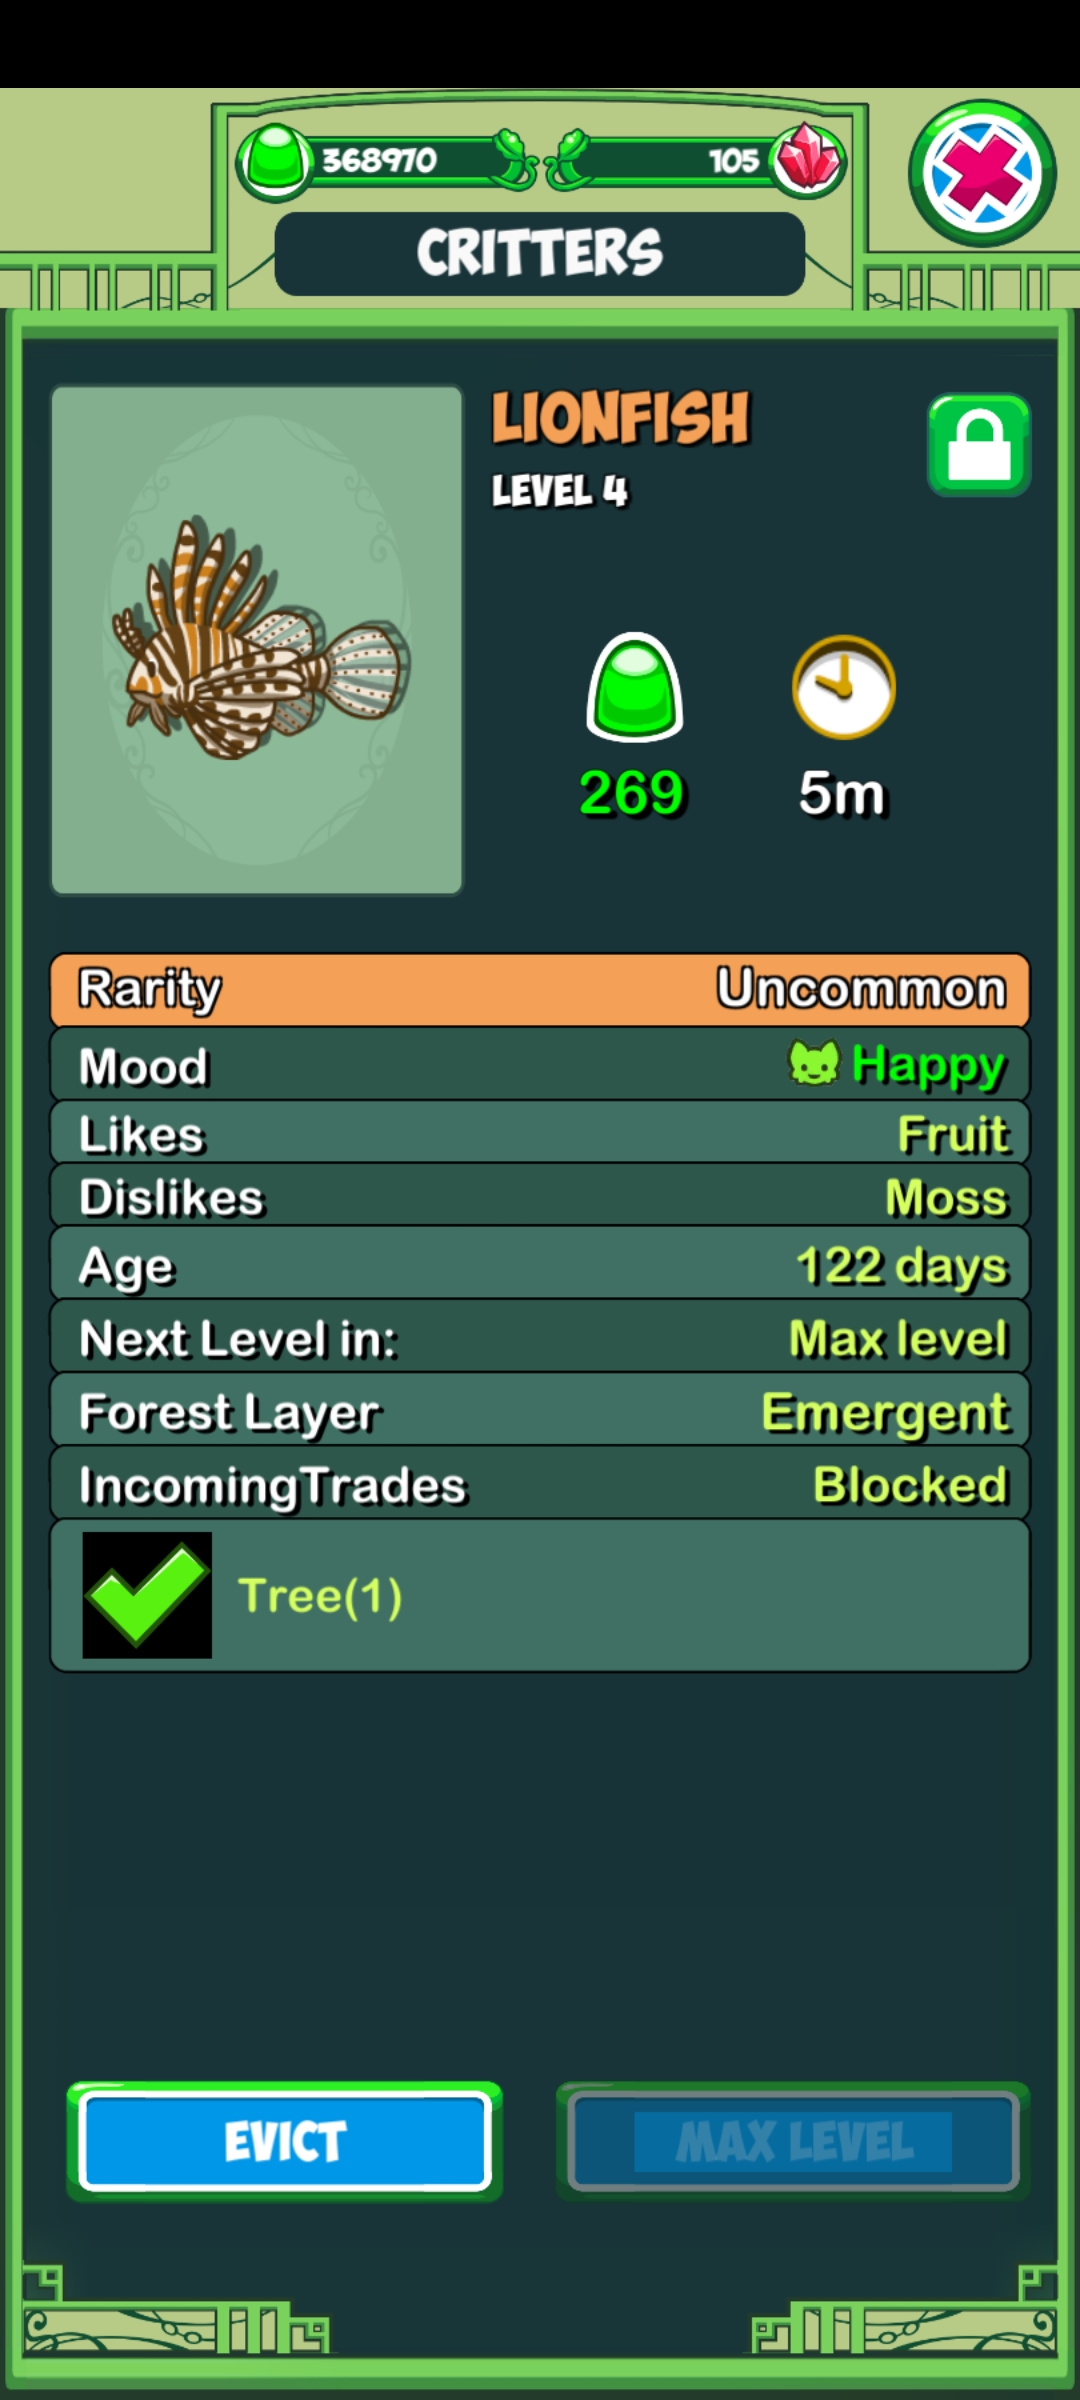 368970 105
CRITTERS
LIONFISH
LEVEL 4
269 5m
Rarity Uncommon
Mood Happy
Likes Fruit
Dislikes Moss
Age 122 days
Next Level in: Max level
Forest Layer Emergent
IncomingTrades Blocked
Tree(1)
EVICT MAX LEVEL